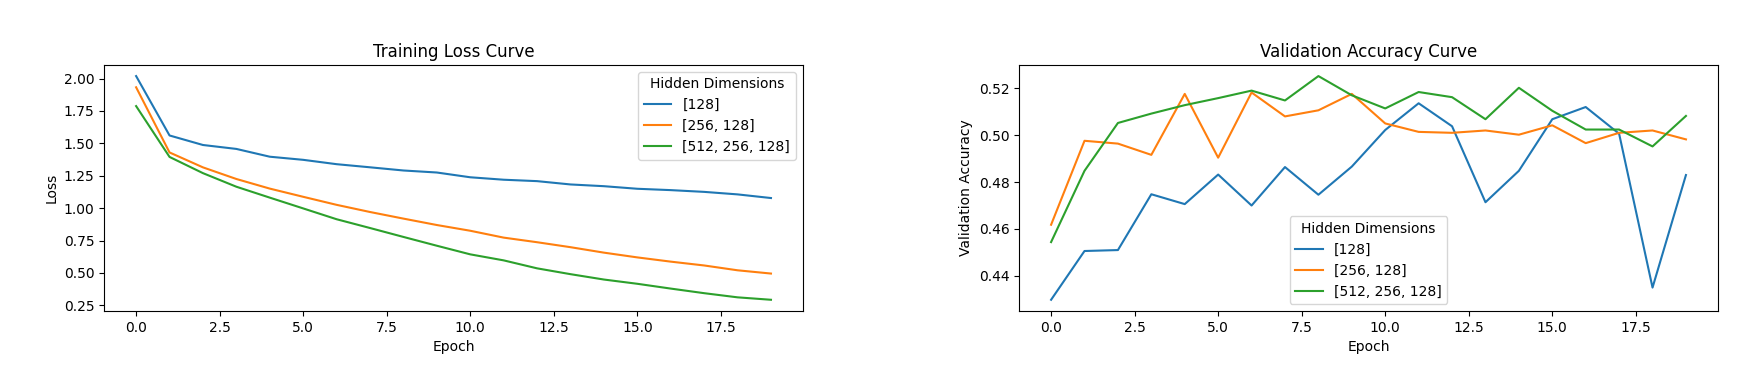 Training Loss Curve
2.00
1.75
1.50
1.25
1.00
0.75
0.50
0.25
Loss
0.0 2.5 5.0 7.5 10.0 12.5 15.0 17.5
Epoch
Hidden Dimensions
[128]
[256, 128]
[512, 256, 128]
Validation Accuracy Curve
0.52
0.50
0.48
0.46
0.44
Validation Accuracy
0.0 2.5 5.0 7.5 10.0 12.5 15.0 17.5
Epoch
Hidden Dimensions
[128]
[256, 128]
[512, 256, 128]